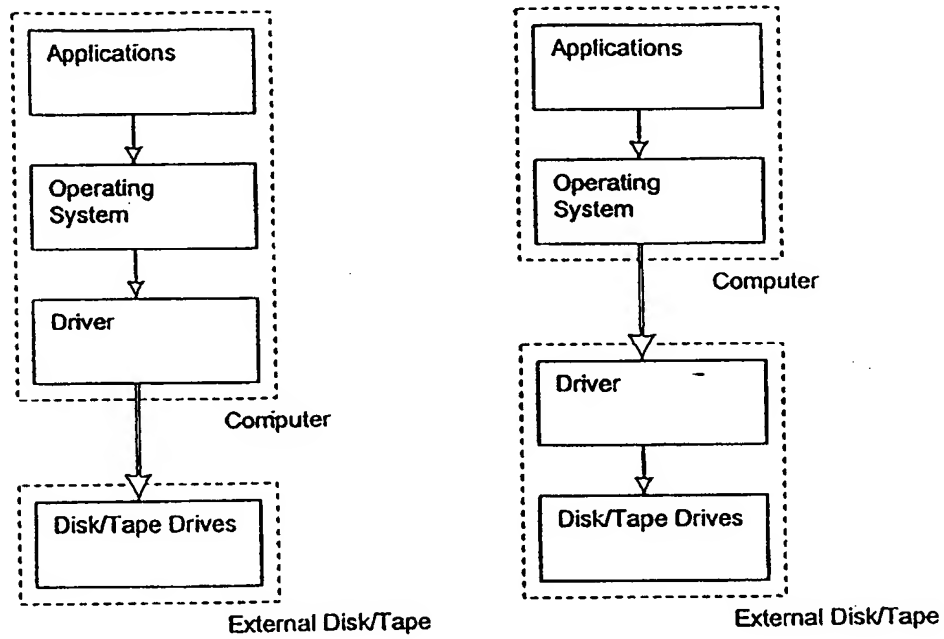 Applications
Operating
System
Driver
Computer
Disk/Tape Drives
External Disk/Tape
Applications
Operating
System
Computer
Driver
Disk/Tape Drives
External Disk/Tape